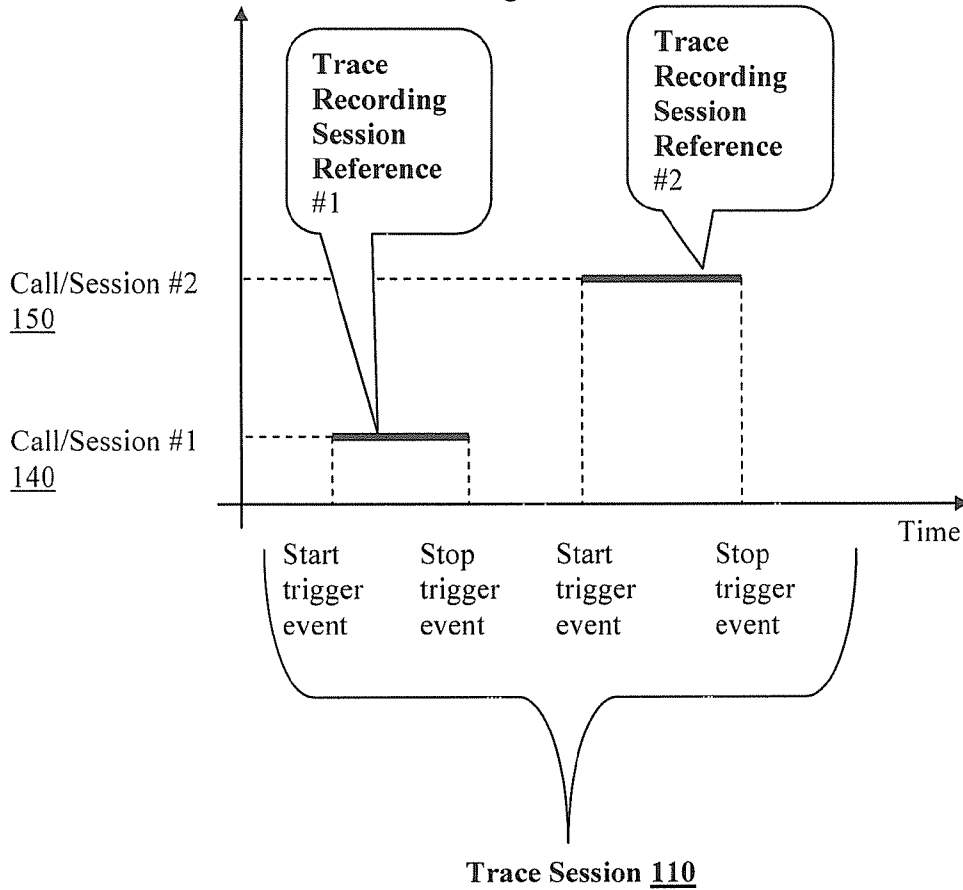 Trace
Recording
Session
Reference
#1
Trace
Recording
Session
Reference
#2
Call/Session #2
150
Call/Session #1
140
Time
Start
trigger
event
Stop
trigger
event
Start
trigger
event
Stop
trigger
event
Trace Session 110